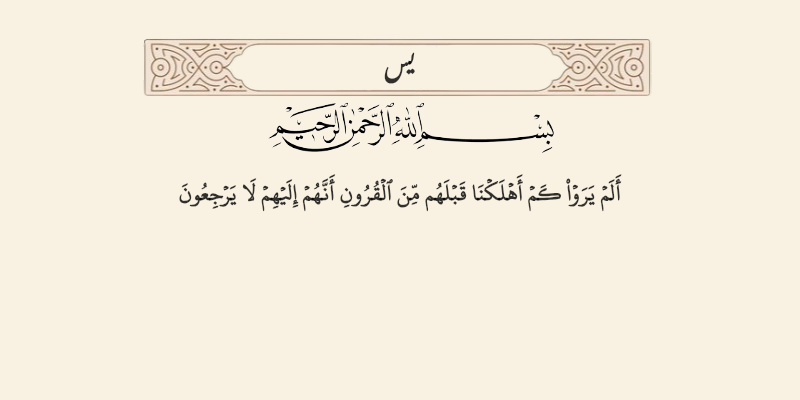 يس
بِسْمِ ٱللَّهِ ٱلرَّحْمَٰنِ ٱلرَّحِيمِ
أَلَمْ يَرَوْا۟ كَمْ أَهْلَكْنَا قَبْلَهُم مِّنَ ٱلْقُرُونِ أَنَّهُمْ إِلَيْهِمْ لَا يَرْجِعُونَ